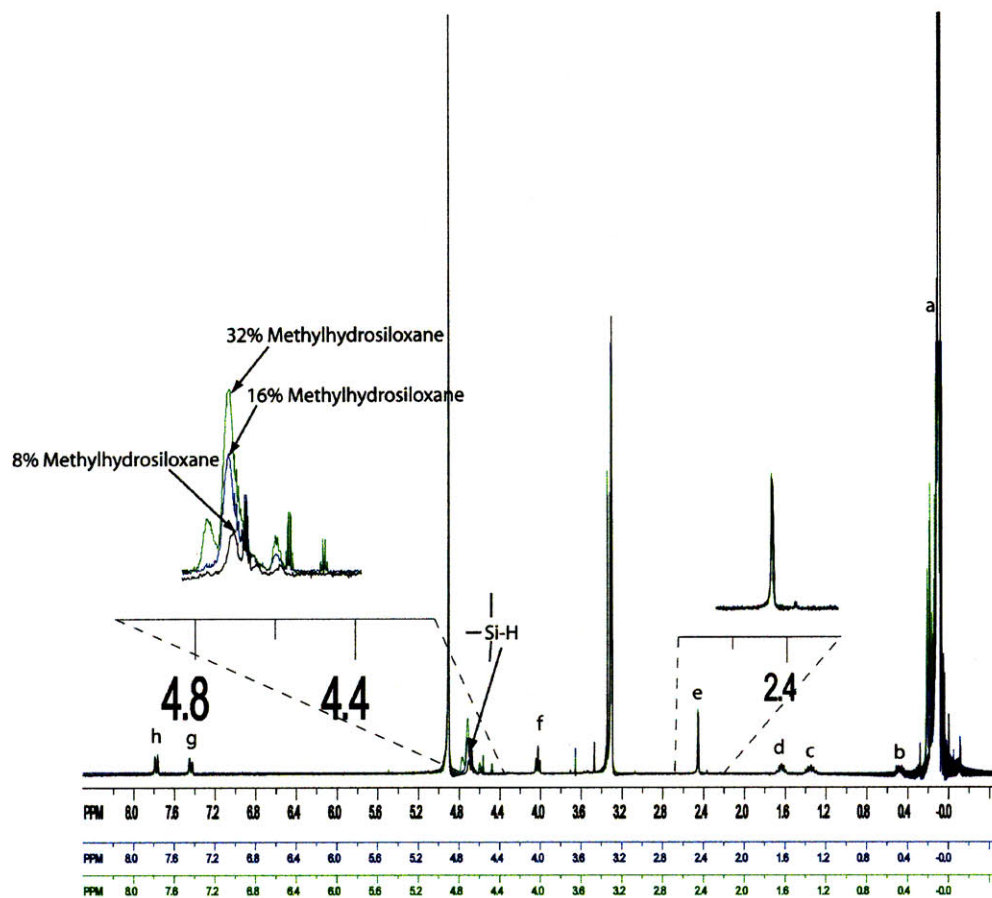 a
32% Methylhydrosiloxane
16% Methylhydrosiloxane
8% Methylhydrosiloxane
Si-H
4.8 4.4
2.4
h g f e d c b
PPM 8.0 7.6 7.2 6.8 6.4 6.0 5.6 5.2 4.8 4.4 4.0 3.6 3.2 2.8 2.4 2.0 1.6 1.2 0.8 0.4 -0.0
PPM 8.0 7.6 7.2 6.8 6.4 6.0 5.6 5.2 4.8 4.4 4.0 3.6 3.2 2.8 2.4 2.0 1.6 1.2 0.8 0.4 -0.0
PPM 8.0 7.6 7.2 6.8 6.4 6.0 5.6 5.2 4.8 4.4 4.0 3.6 3.2 2.8 2.4 2.0 1.6 1.2 0.8 0.4 -0.0